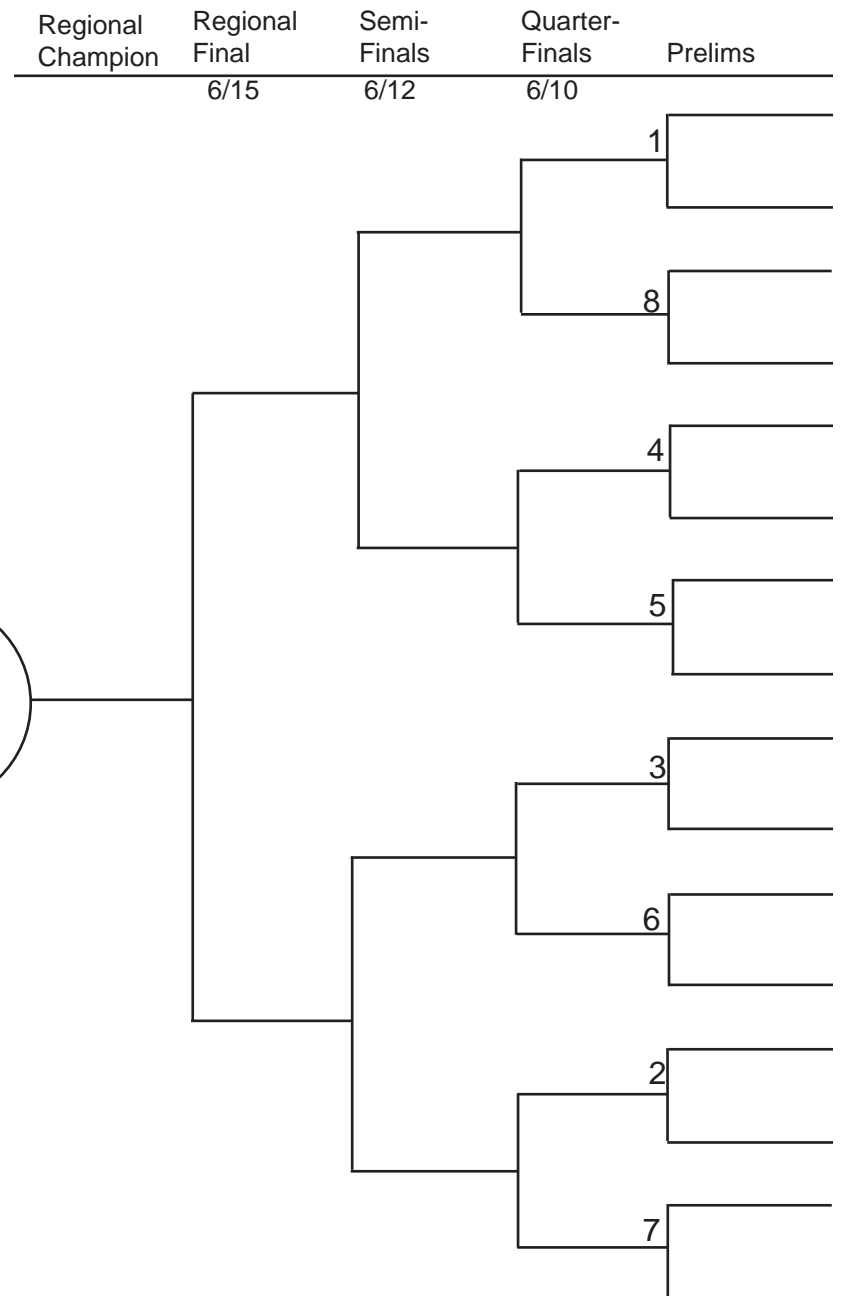 Regional
Champion
Regional
Final
Semi-
Finals
Quarter-
Finals
Prelims
6/15
6/12
6/10
1
8
4
5
3
6
2
7